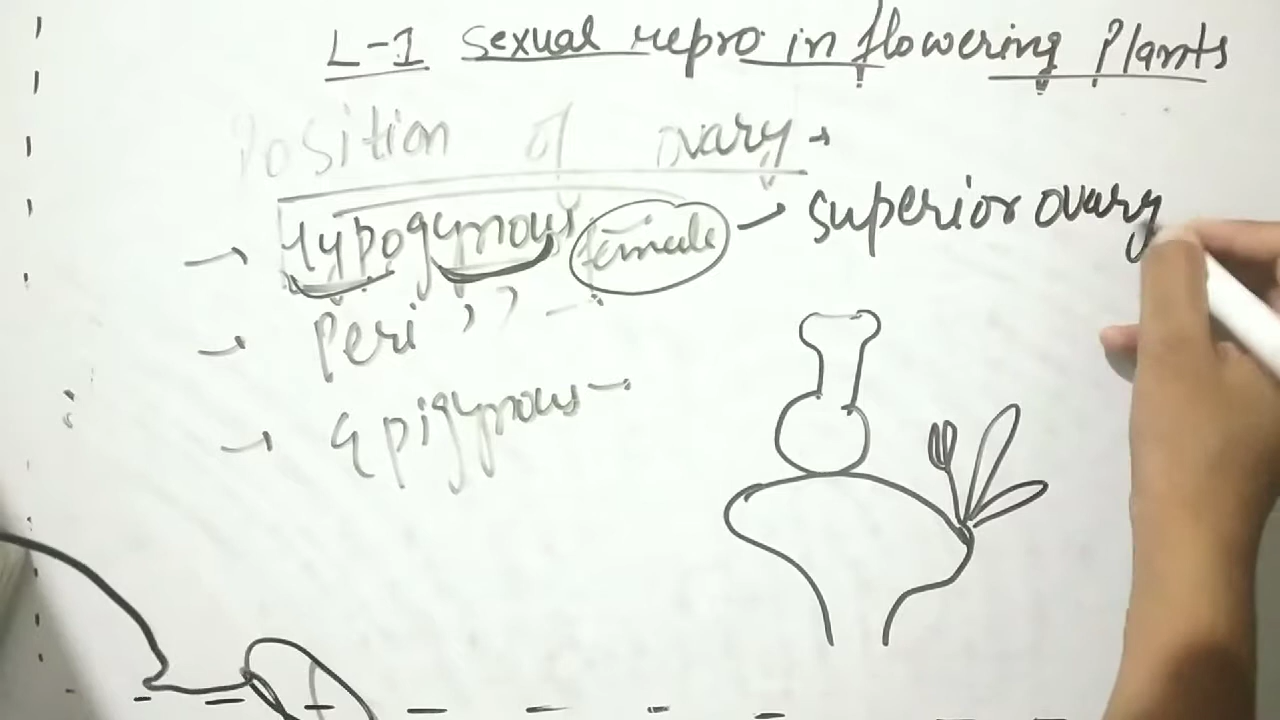 L-1 Sexual repro in flowering Plants
Position of ovary →
→ Hypogynous female → superior ovary
→ Peri ,, –
→ Epigynous –